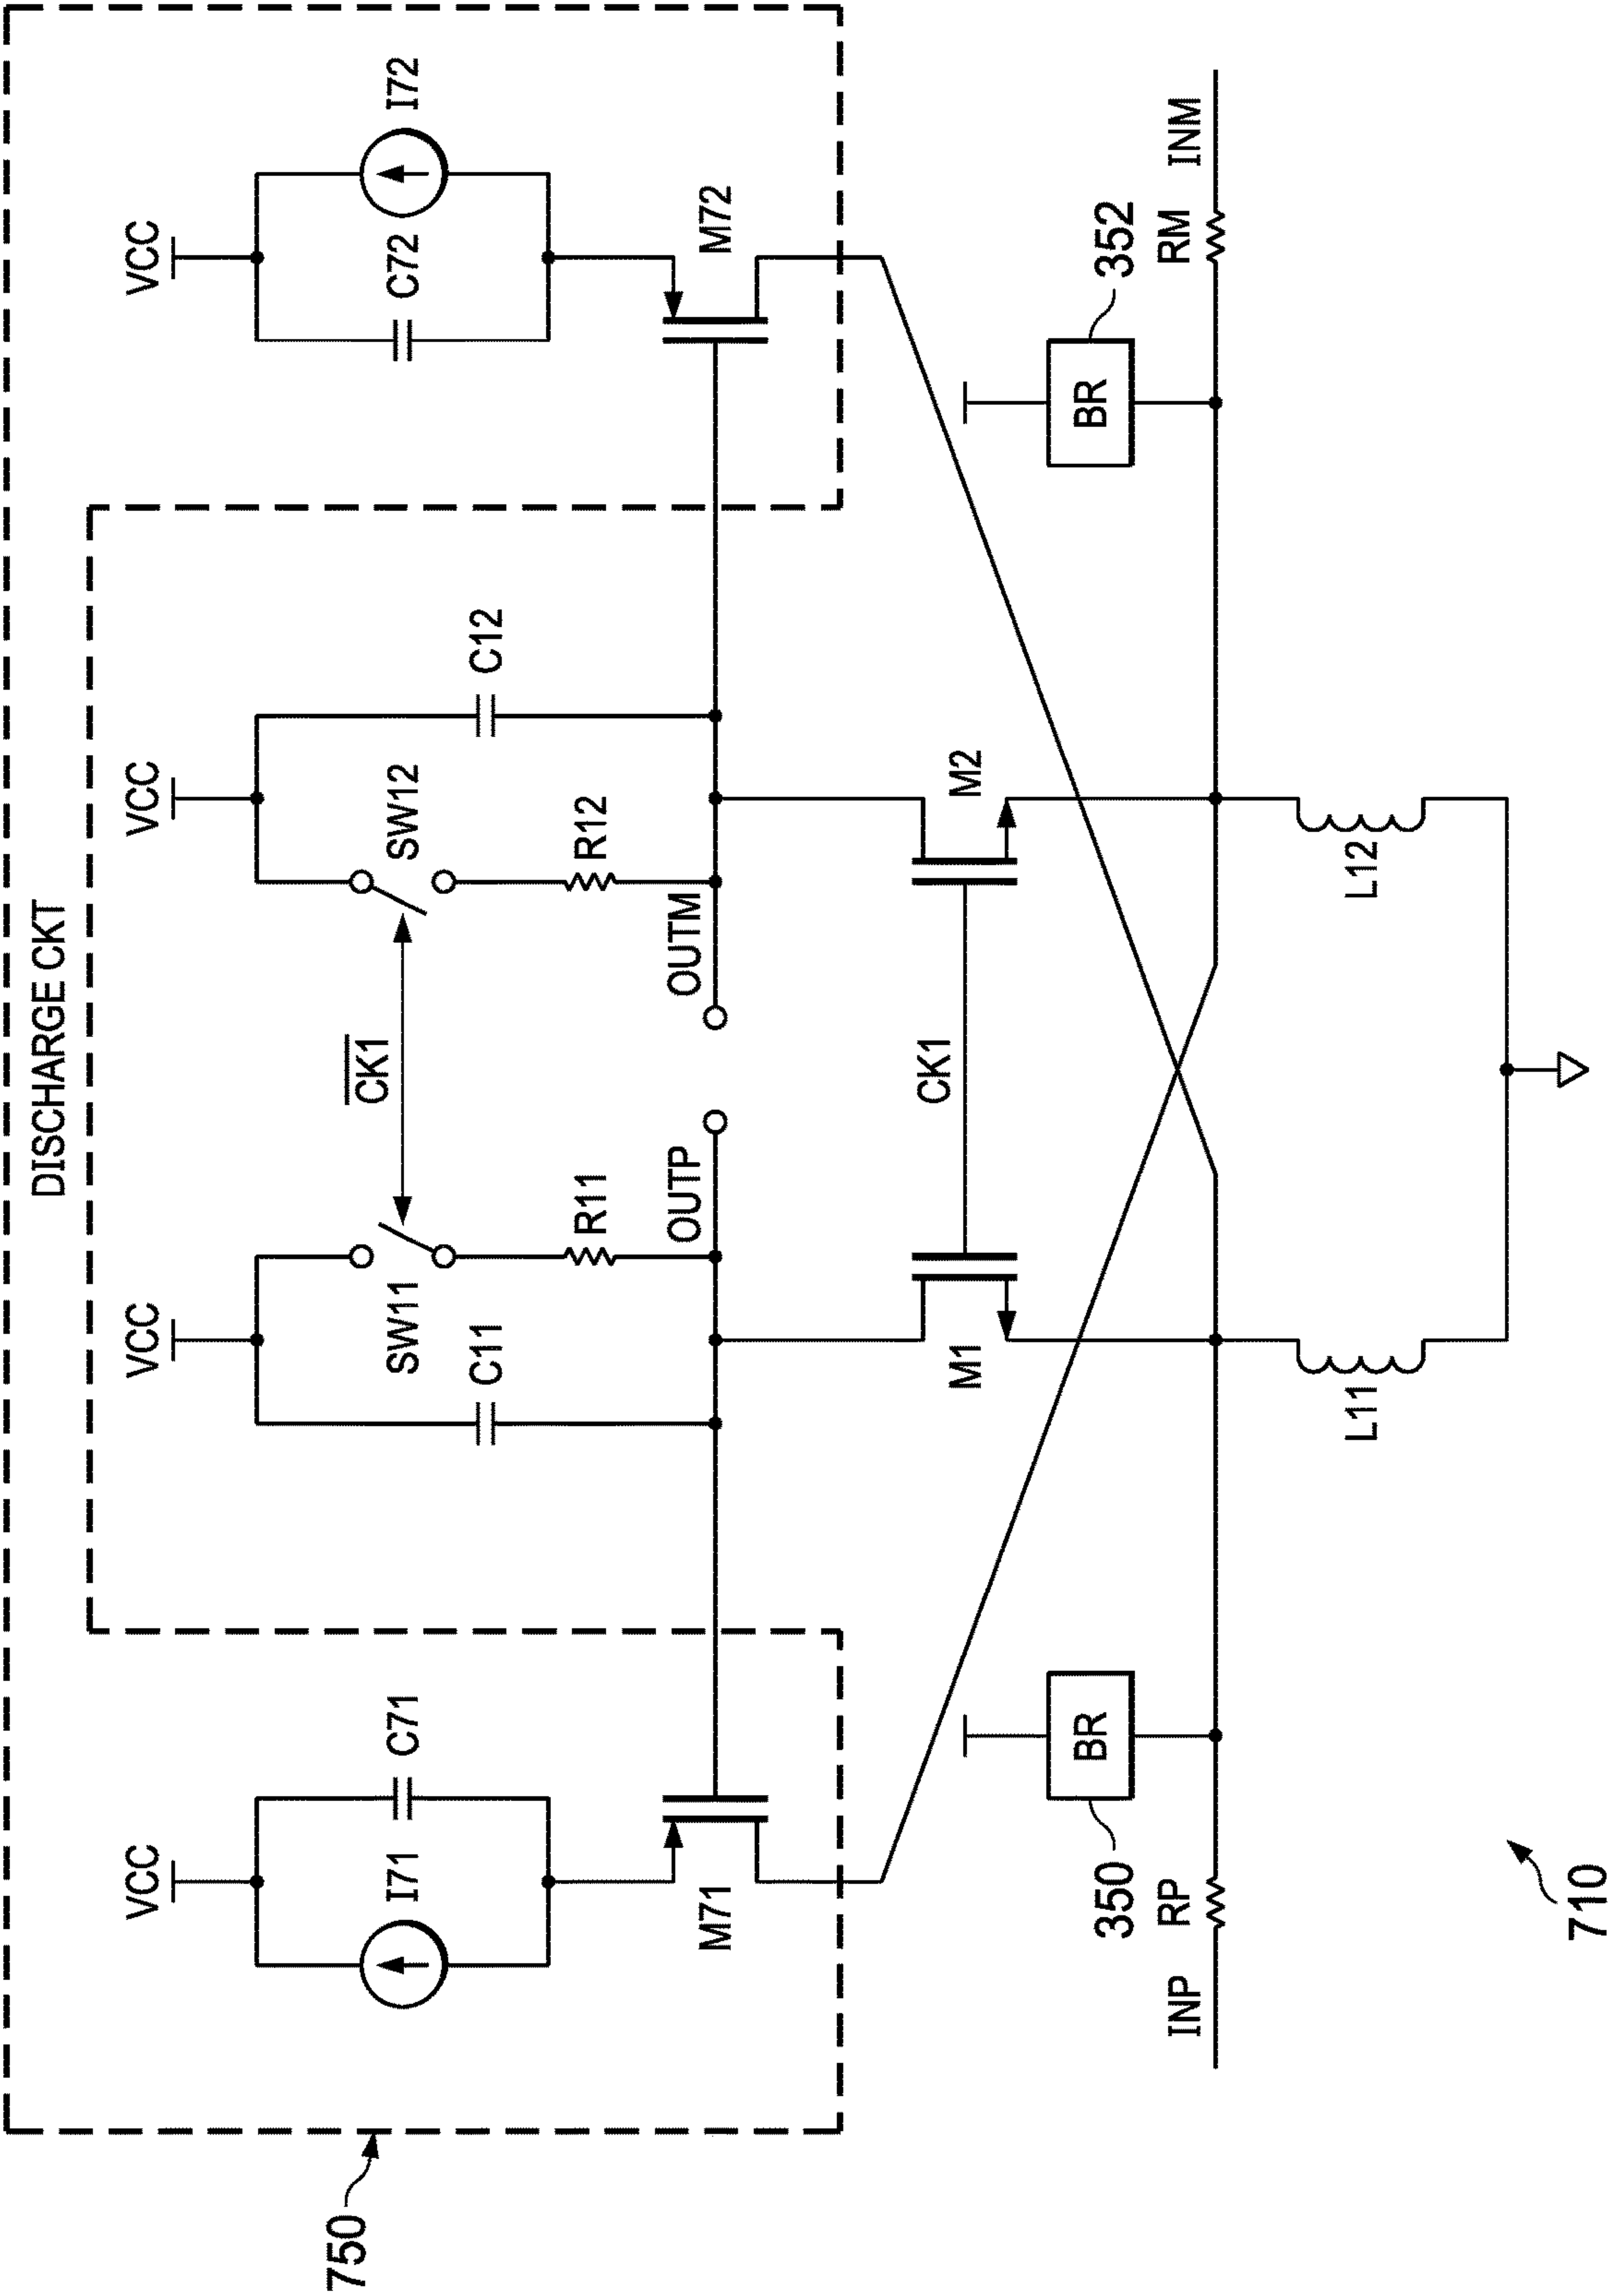 DISCHARGE CKT
750
VCC
VCC
VCC
VCC
I71
C71
SW11
C11
CK1
SW12
C12
C72
I72
R11
R12
M71
OUTP
OUTM
M72
M1
CK1
M2
350
BR
BR
352
INP
RP
RM
INM
L11
L12
710